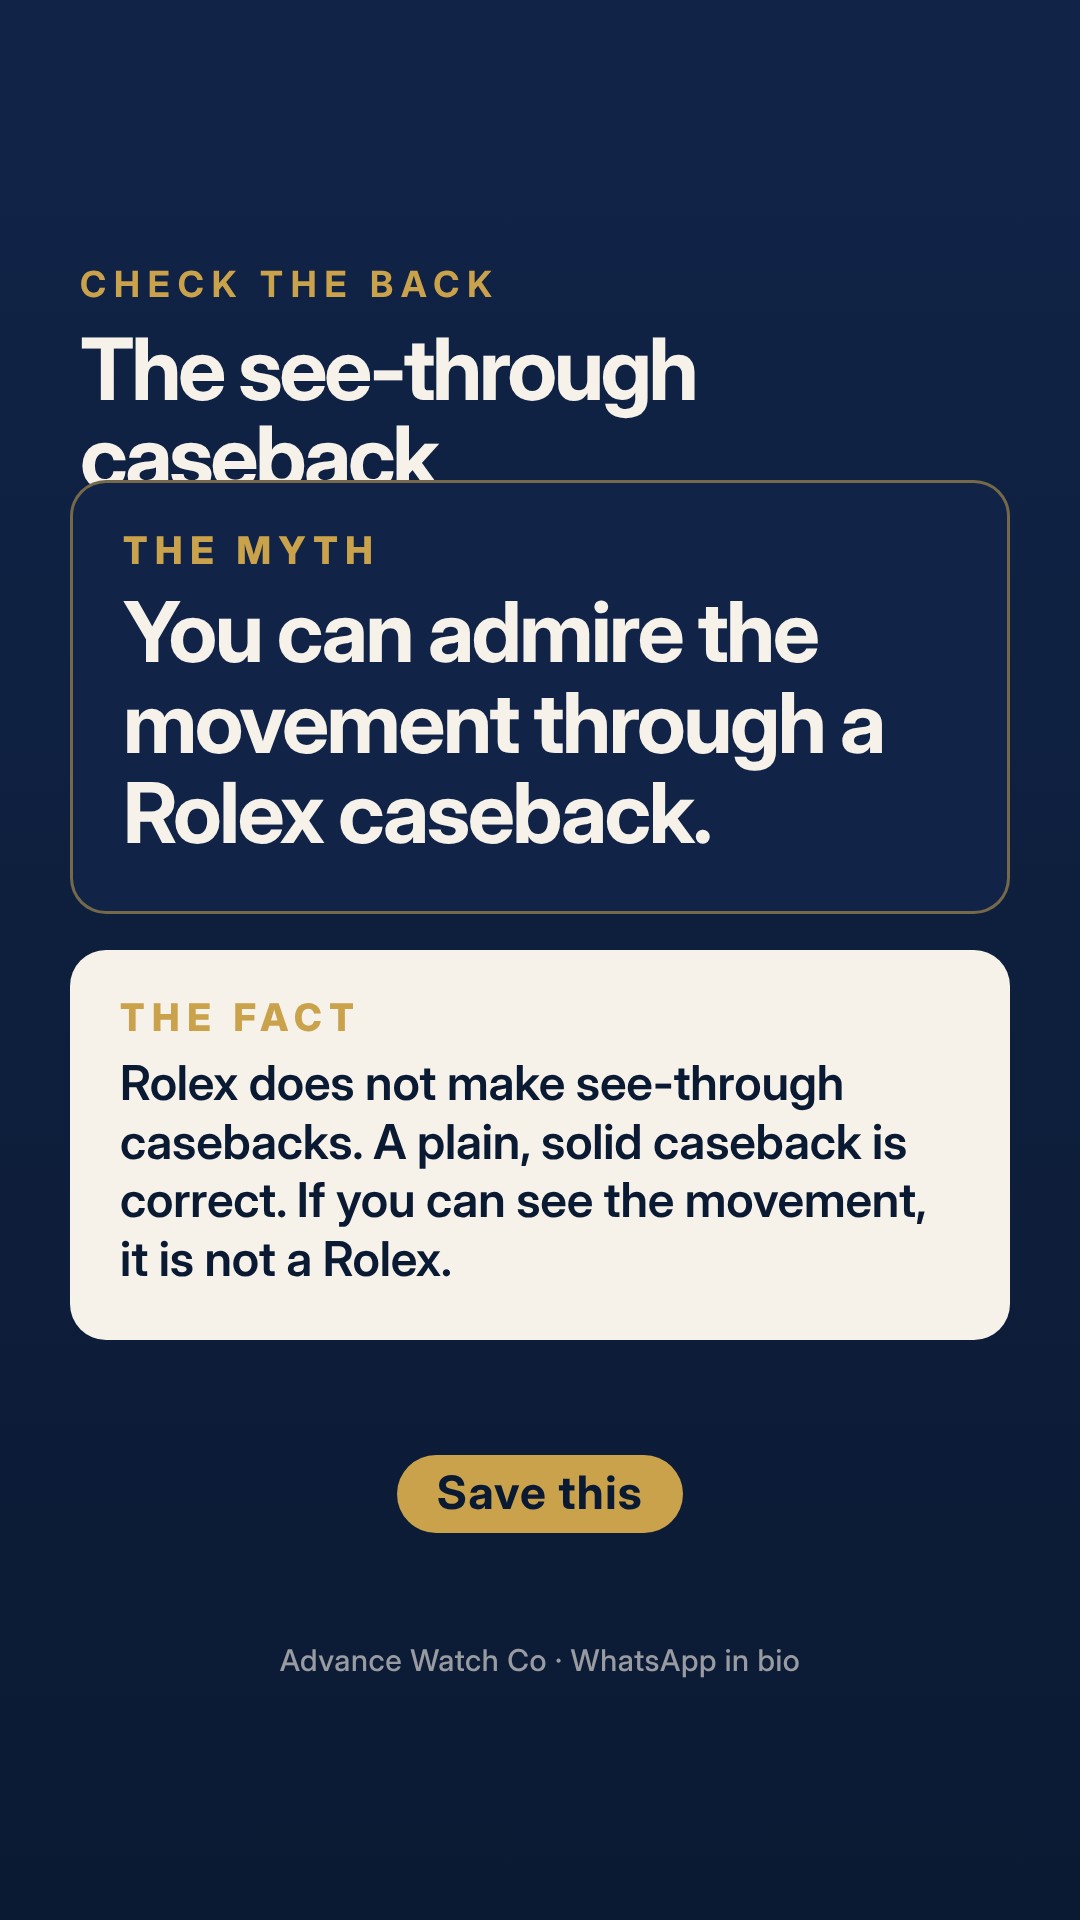 CHECK THE BACK
The see-through
caseback
THE MYTH
You can admire the
movement through a
Rolex caseback.
THE FACT
Rolex does not make see-through
casebacks. A plain, solid caseback is
correct. If you can see the movement,
it is not a Rolex.
Save this
Advance Watch Co · WhatsApp in bio